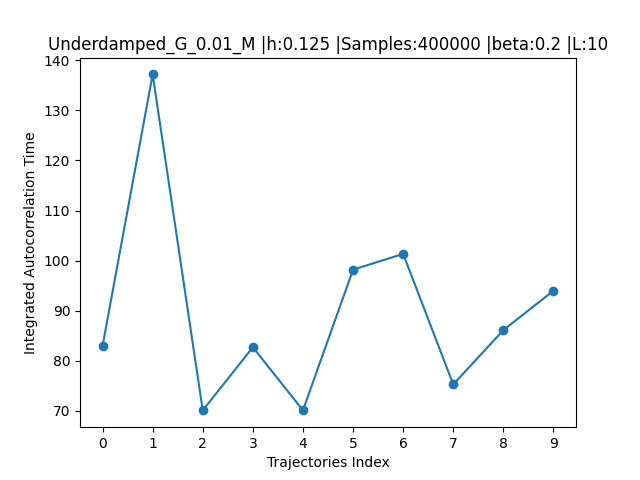 Underdamped_G_0.01_M |h:0.125 |Samples:400000 |beta:0.2 |L:10
Integrated Autocorrelation Time
140
130
120
110
100
90
80
70
0 1 2 3 4 5 6 7 8 9
Trajectories Index